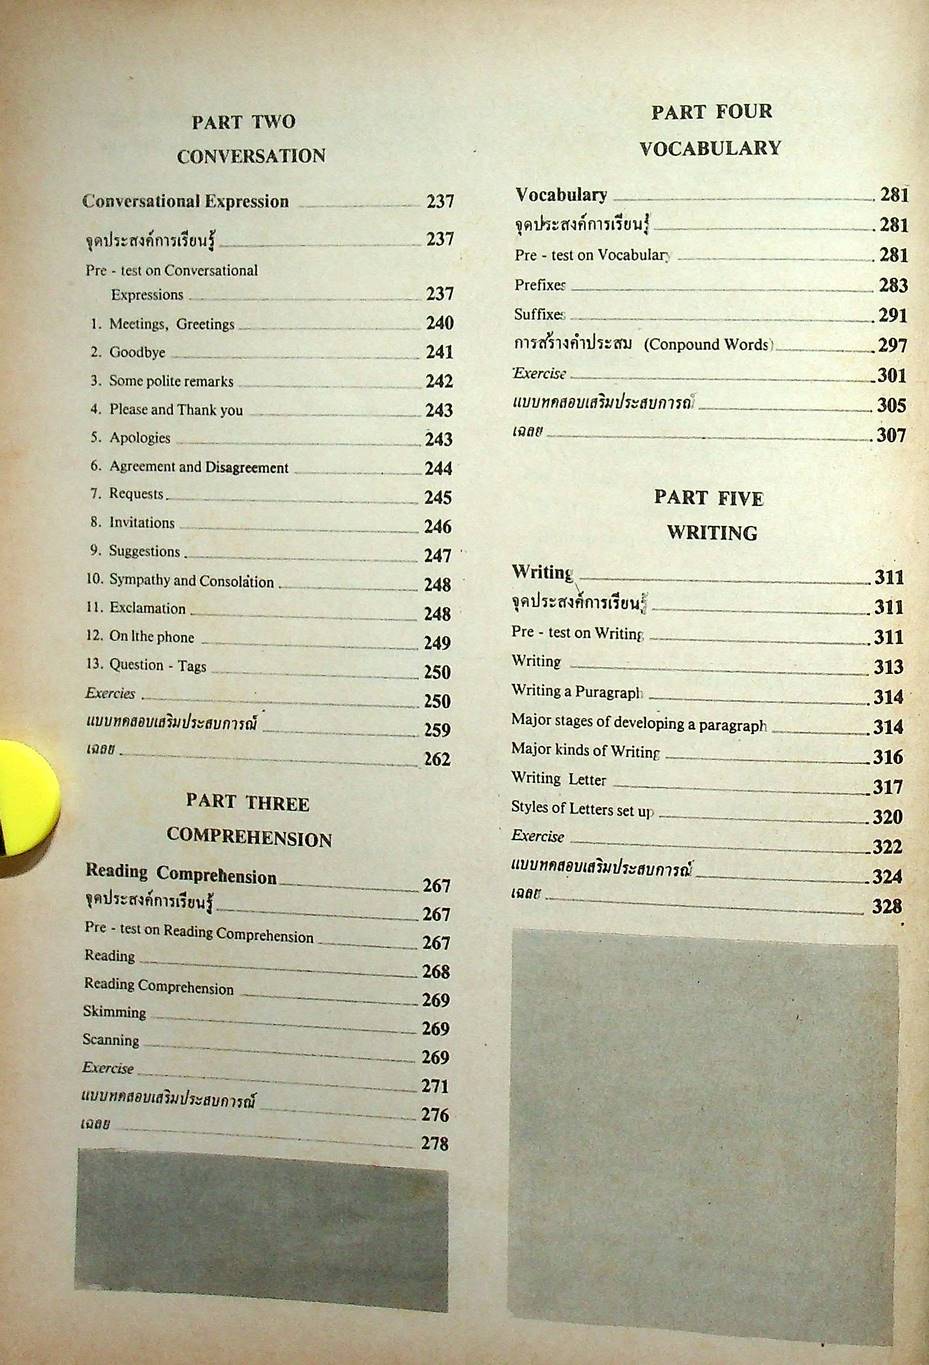 PART TWO
CONVERSATION
Conversational Expression 237
จุดประสงค์การเรียนรู้ 237
Pre - test on Conversational
Expressions 237
1. Meetings, Greetings 240
2. Goodbye 241
3. Some polite remarks 242
4. Please and Thank you 243
5. Apologies 243
6. Agreement and Disagreement 244
7. Requests 245
8. Invitations 246
9. Suggestions 247
10. Sympathy and Consolation 248
11. Exclamation 248
12. On lthe phone 249
13. Question - Tags 250
Exercies 250
แบบทดสอบเสริมประสบการณ์ 259
เฉลย 262
PART THREE
COMPREHENSION
Reading Comprehension 267
จุดประสงค์การเรียนรู้ 267
Pre - test on Reading Comprehension 267
Reading 268
Reading Comprehension 269
Skimming 269
Scanning 269
Exercise 271
แบบทดสอบเสริมประสบการณ์ 276
เฉลย 278
PART FOUR
VOCABULARY
Vocabulary 281
จุดประสงค์การเรียนรู้ 281
Pre - test on Vocabulary 281
Prefixes 283
Suffixes 291
การสร้างคำประสม (Conpound Words) 297
Exercise 301
แบบทดสอบเสริมประสบการณ์ 305
เฉลย 307
PART FIVE
WRITING
Writing 311
จุดประสงค์การเรียนรู้ 311
Pre - test on Writing 311
Writing 313
Writing a Puragraph 314
Major stages of developing a paragraph 314
Major kinds of Writing 316
Writing Letter 317
Styles of Letters set up 320
Exercise 322
แบบทดสอบเสริมประสบการณ์ 324
เฉลย 328